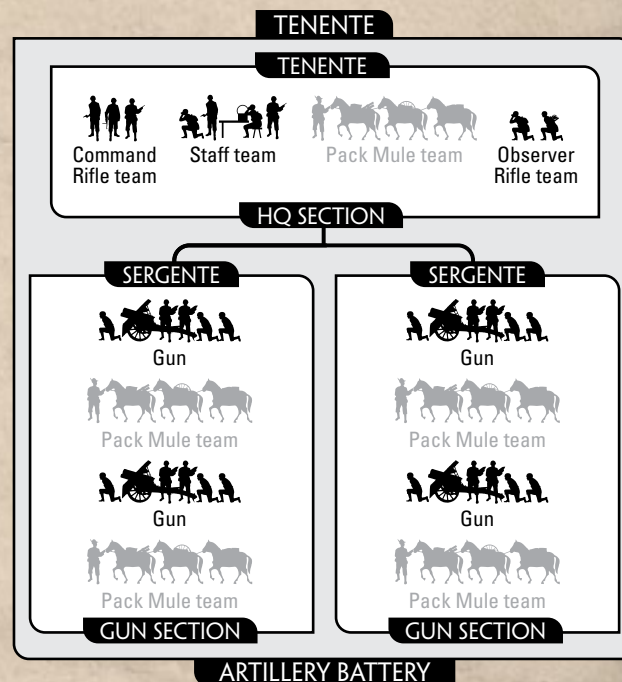 TENENTE
TENENTE
Command
Rifle team
Staff team
Pack Mule team
Observer
Rifle team
HQ SECTION
SERGENTE
Gun
Pack Mule team
Gun
Pack Mule team
GUN SECTION
SERGENTE
Gun
Pack Mule team
Gun
Pack Mule team
GUN SECTION
ARTILLERY BATTERY